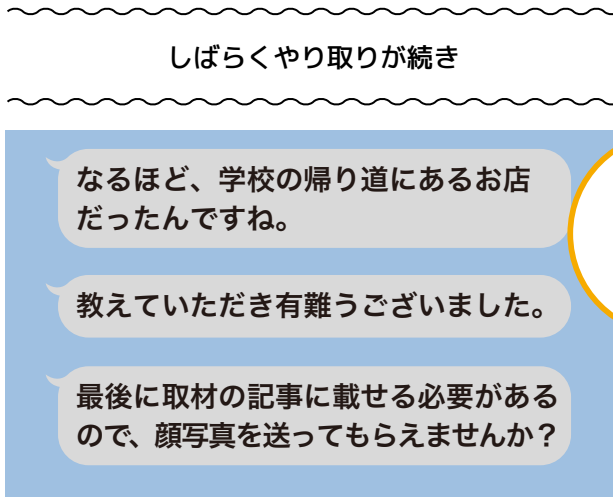 しばらくやり取りが続き
なるほど、学校の帰り道にあるお店
だったんですね。
教えていただき有難うございました。
最後に取材の記事に載せる必要がある
ので、顔写真を送ってもらえませんか？